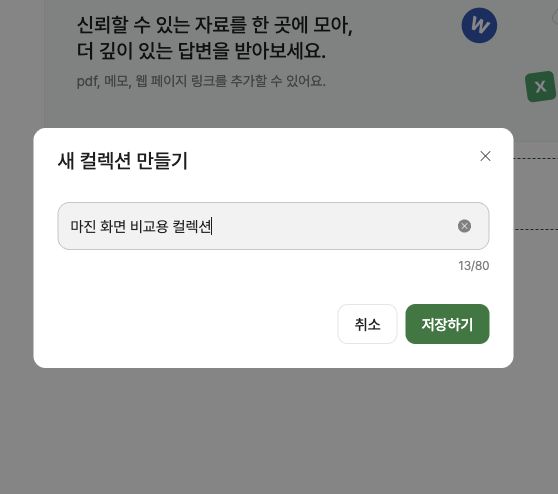 신뢰할 수 있는 자료를 한 곳에 모아,
더 깊이 있는 답변을 받아보세요.
pdf, 메모, 웹 페이지 링크를 추가할 수 있어요.
W
X
새 컬렉션 만들기
마진 화면 비교용 컬렉션
13/80
취소
저장하기